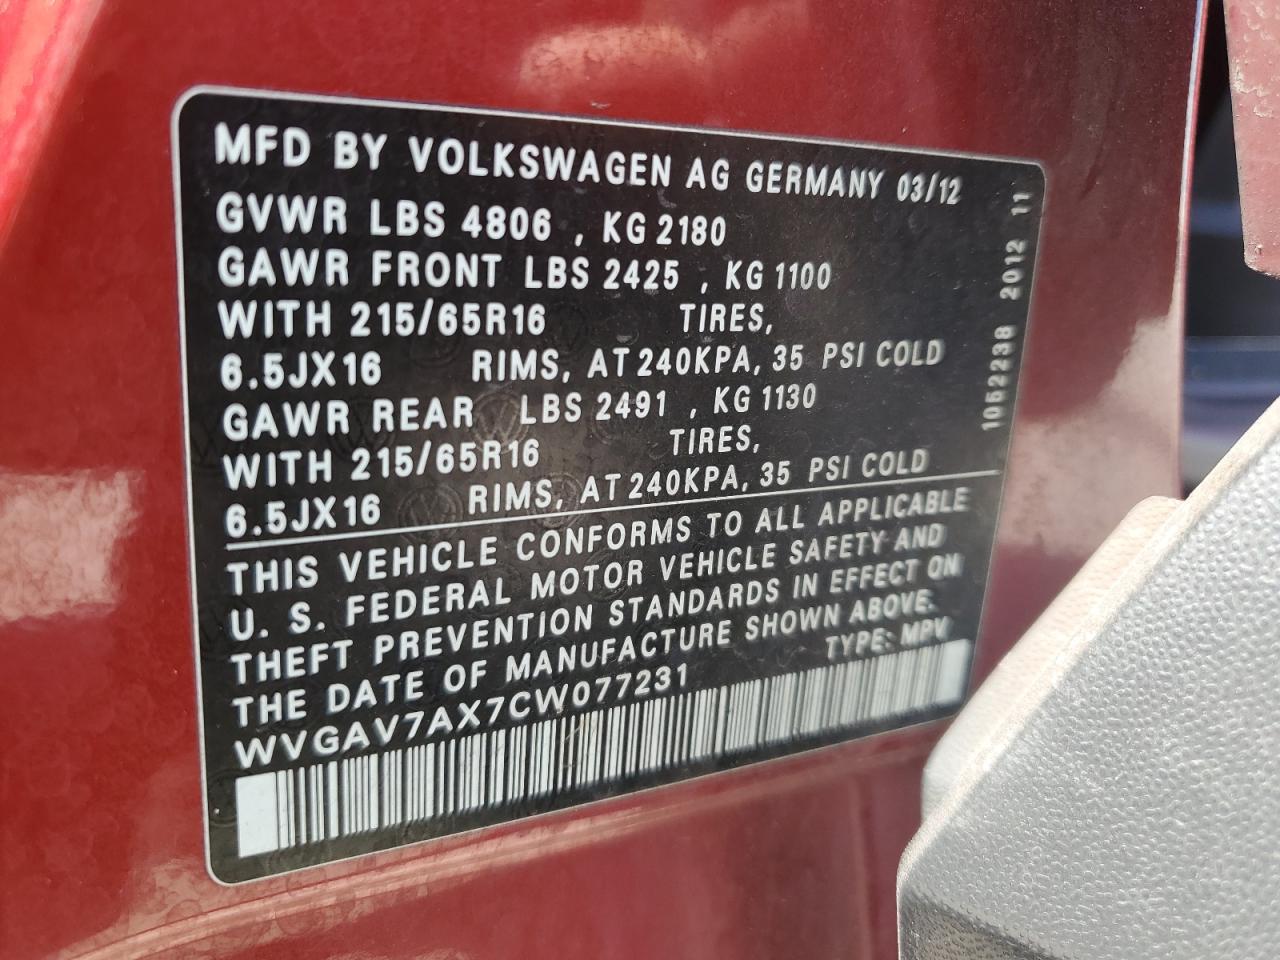 MFD BY VOLKSWAGEN AG GERMANY 03/12
GVWR LBS 4806 , KG 2180
GAWR FRONT LBS 2425 , KG 1100
WITH 215/65R16 TIRES,
6.5JX16 RIMS, AT 240KPA, 35 PSI COLD
GAWR REAR LBS 2491 , KG 1130
WITH 215/65R16 TIRES,
6.5JX16 RIMS, AT 240KPA, 35 PSI COLD
THIS VEHICLE CONFORMS TO ALL APPLICABLE
U. S. FEDERAL MOTOR VEHICLE SAFETY AND
THEFT PREVENTION STANDARDS IN EFFECT ON
THE DATE OF MANUFACTURE SHOWN ABOVE.
WVGAV7AX7CW077231 TYPE: MPV
1052238 2012 11